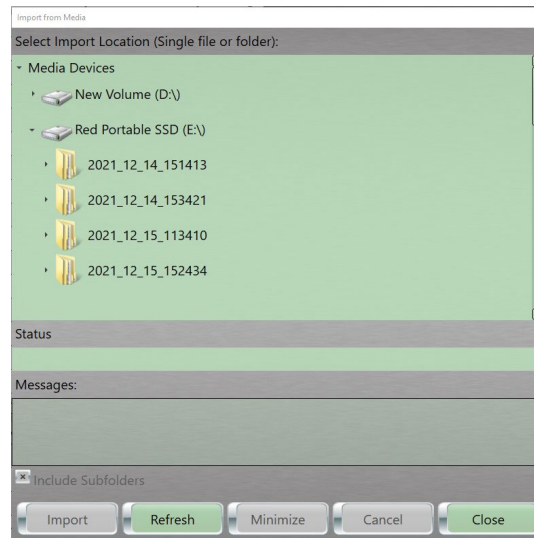 Import from Media
Select Import Location (Single file or folder):
Media Devices
New Volume (D:\)
Red Portable SSD (E:\)
2021_12_14_151413
2021_12_14_153421
2021_12_15_113410
2021_12_15_152434
Status
Messages:
Include Subfolders
Import Refresh Minimize Cancel Close